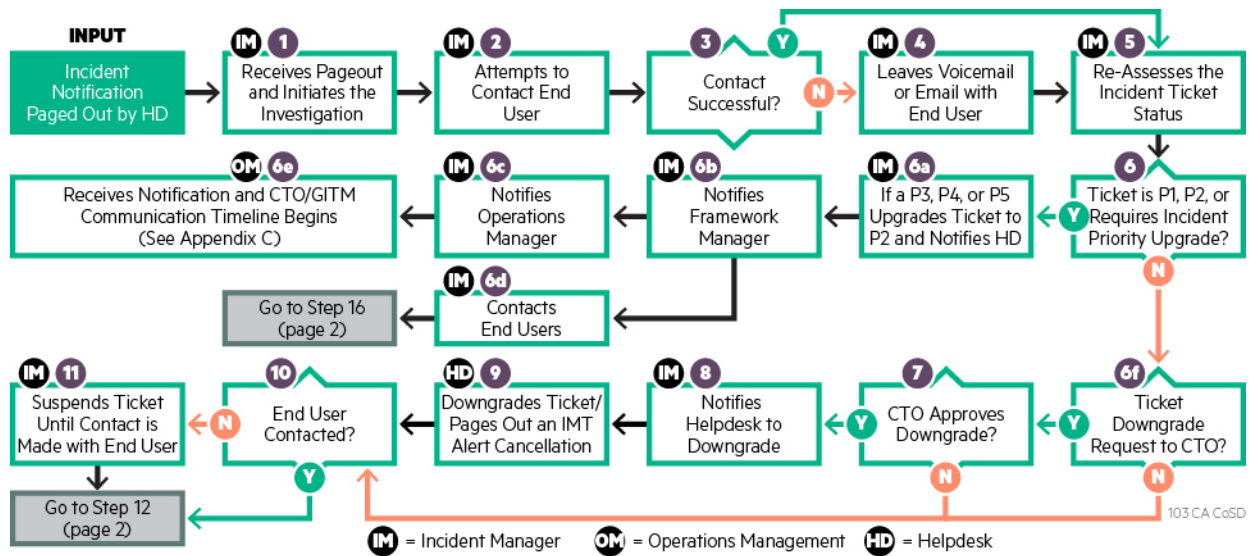 INPUT
Incident
Notification
Paged Out by HD
IM 1
Receives Pageout
and Initiates the
Investigation
IM 2
Attempts to
Contact End
User
3
Contact
Successful?
Y
N
IM 4
Leaves Voicemail
or Email with
End User
IM 5
Re-Assesses the
Incident Ticket
Status
6
Ticket is P1, P2, or
Requires Incident
Priority Upgrade?
Y
N
IM 6a
If a P3, P4, or P5
Upgrades Ticket to
P2 and Notifies HD
IM 6b
Notifies
Framework
Manager
IM 6c
Notifies
Operations
Manager
OM 6e
Receives Notification and CTO/GITM
Communication Timeline Begins
(See Appendix C)
IM 6d
Contacts
End Users
Go to Step 16
(page 2)
6f
Ticket
Downgrade
Request to CTO?
Y
N
7
CTO Approves
Downgrade?
Y
N
IM 8
Notifies
Helpdesk to
Downgrade
HD 9
Downgrades Ticket/
Pages Out an IMT
Alert Cancellation
10
End User
Contacted?
N
Y
IM 11
Suspends Ticket
Until Contact is
Made with End User
Go to Step 12
(page 2)
103 CA CoSD
IM = Incident Manager OM = Operations Management HD = Helpdesk